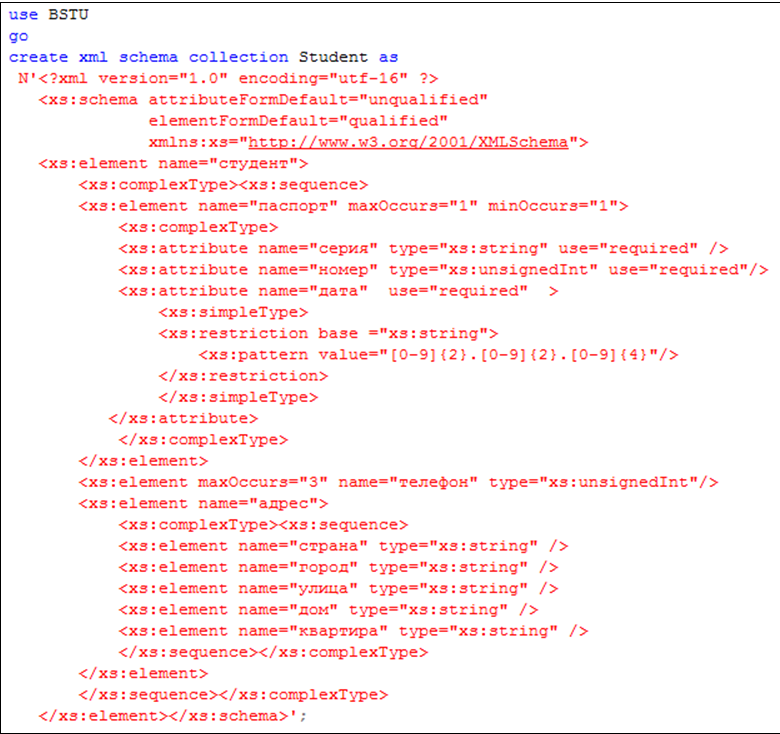 use BSTU
go
create xml schema collection Student as
N'<?xml version="1.0" encoding="utf-16" ?>
<xs:schema attributeFormDefault="unqualified"
elementFormDefault="qualified"
xmlns:xs="http://www.w3.org/2001/XMLSchema">
<xs:element name="студент">
<xs:complexType><xs:sequence>
<xs:element name="паспорт" maxOccurs="1" minOccurs="1">
<xs:complexType>
<xs:attribute name="серия" type="xs:string" use="required" />
<xs:attribute name="номер" type="xs:unsignedInt" use="required"/>
<xs:attribute name="дата"  use="required"  >
<xs:simpleType>
<xs:restriction base ="xs:string">
<xs:pattern value="[0-9]{2}.[0-9]{2}.[0-9]{4}"/>
</xs:restriction>
</xs:simpleType>
</xs:attribute>
</xs:complexType>
</xs:element>
<xs:element maxOccurs="3" name="телефон" type="xs:unsignedInt"/>
<xs:element name="адрес">
<xs:complexType><xs:sequence>
<xs:element name="страна" type="xs:string" />
<xs:element name="город" type="xs:string" />
<xs:element name="улица" type="xs:string" />
<xs:element name="дом" type="xs:string" />
<xs:element name="квартира" type="xs:string" />
</xs:sequence></xs:complexType>
</xs:element>
</xs:sequence></xs:complexType>
</xs:element></xs:schema>';